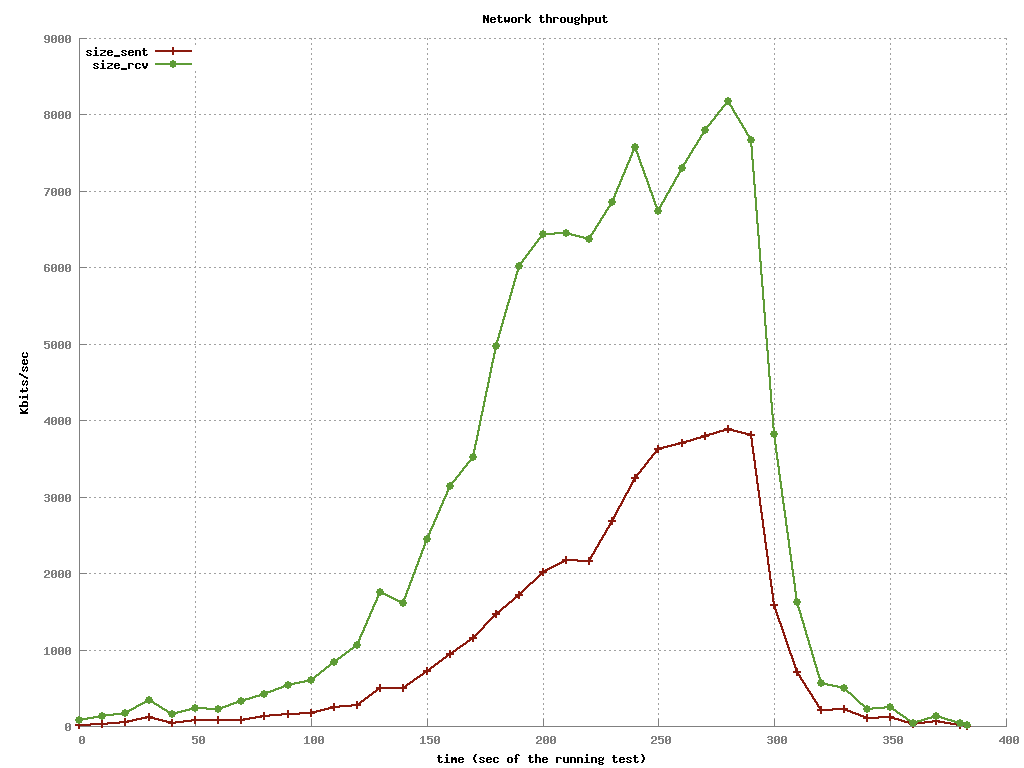 Network throughput
size_sent
size_rcv
9000
8000
7000
6000
5000
4000
3000
2000
1000
0
Kbits/sec
0 50 100 150 200 250 300 350 400
time (sec of the running test)